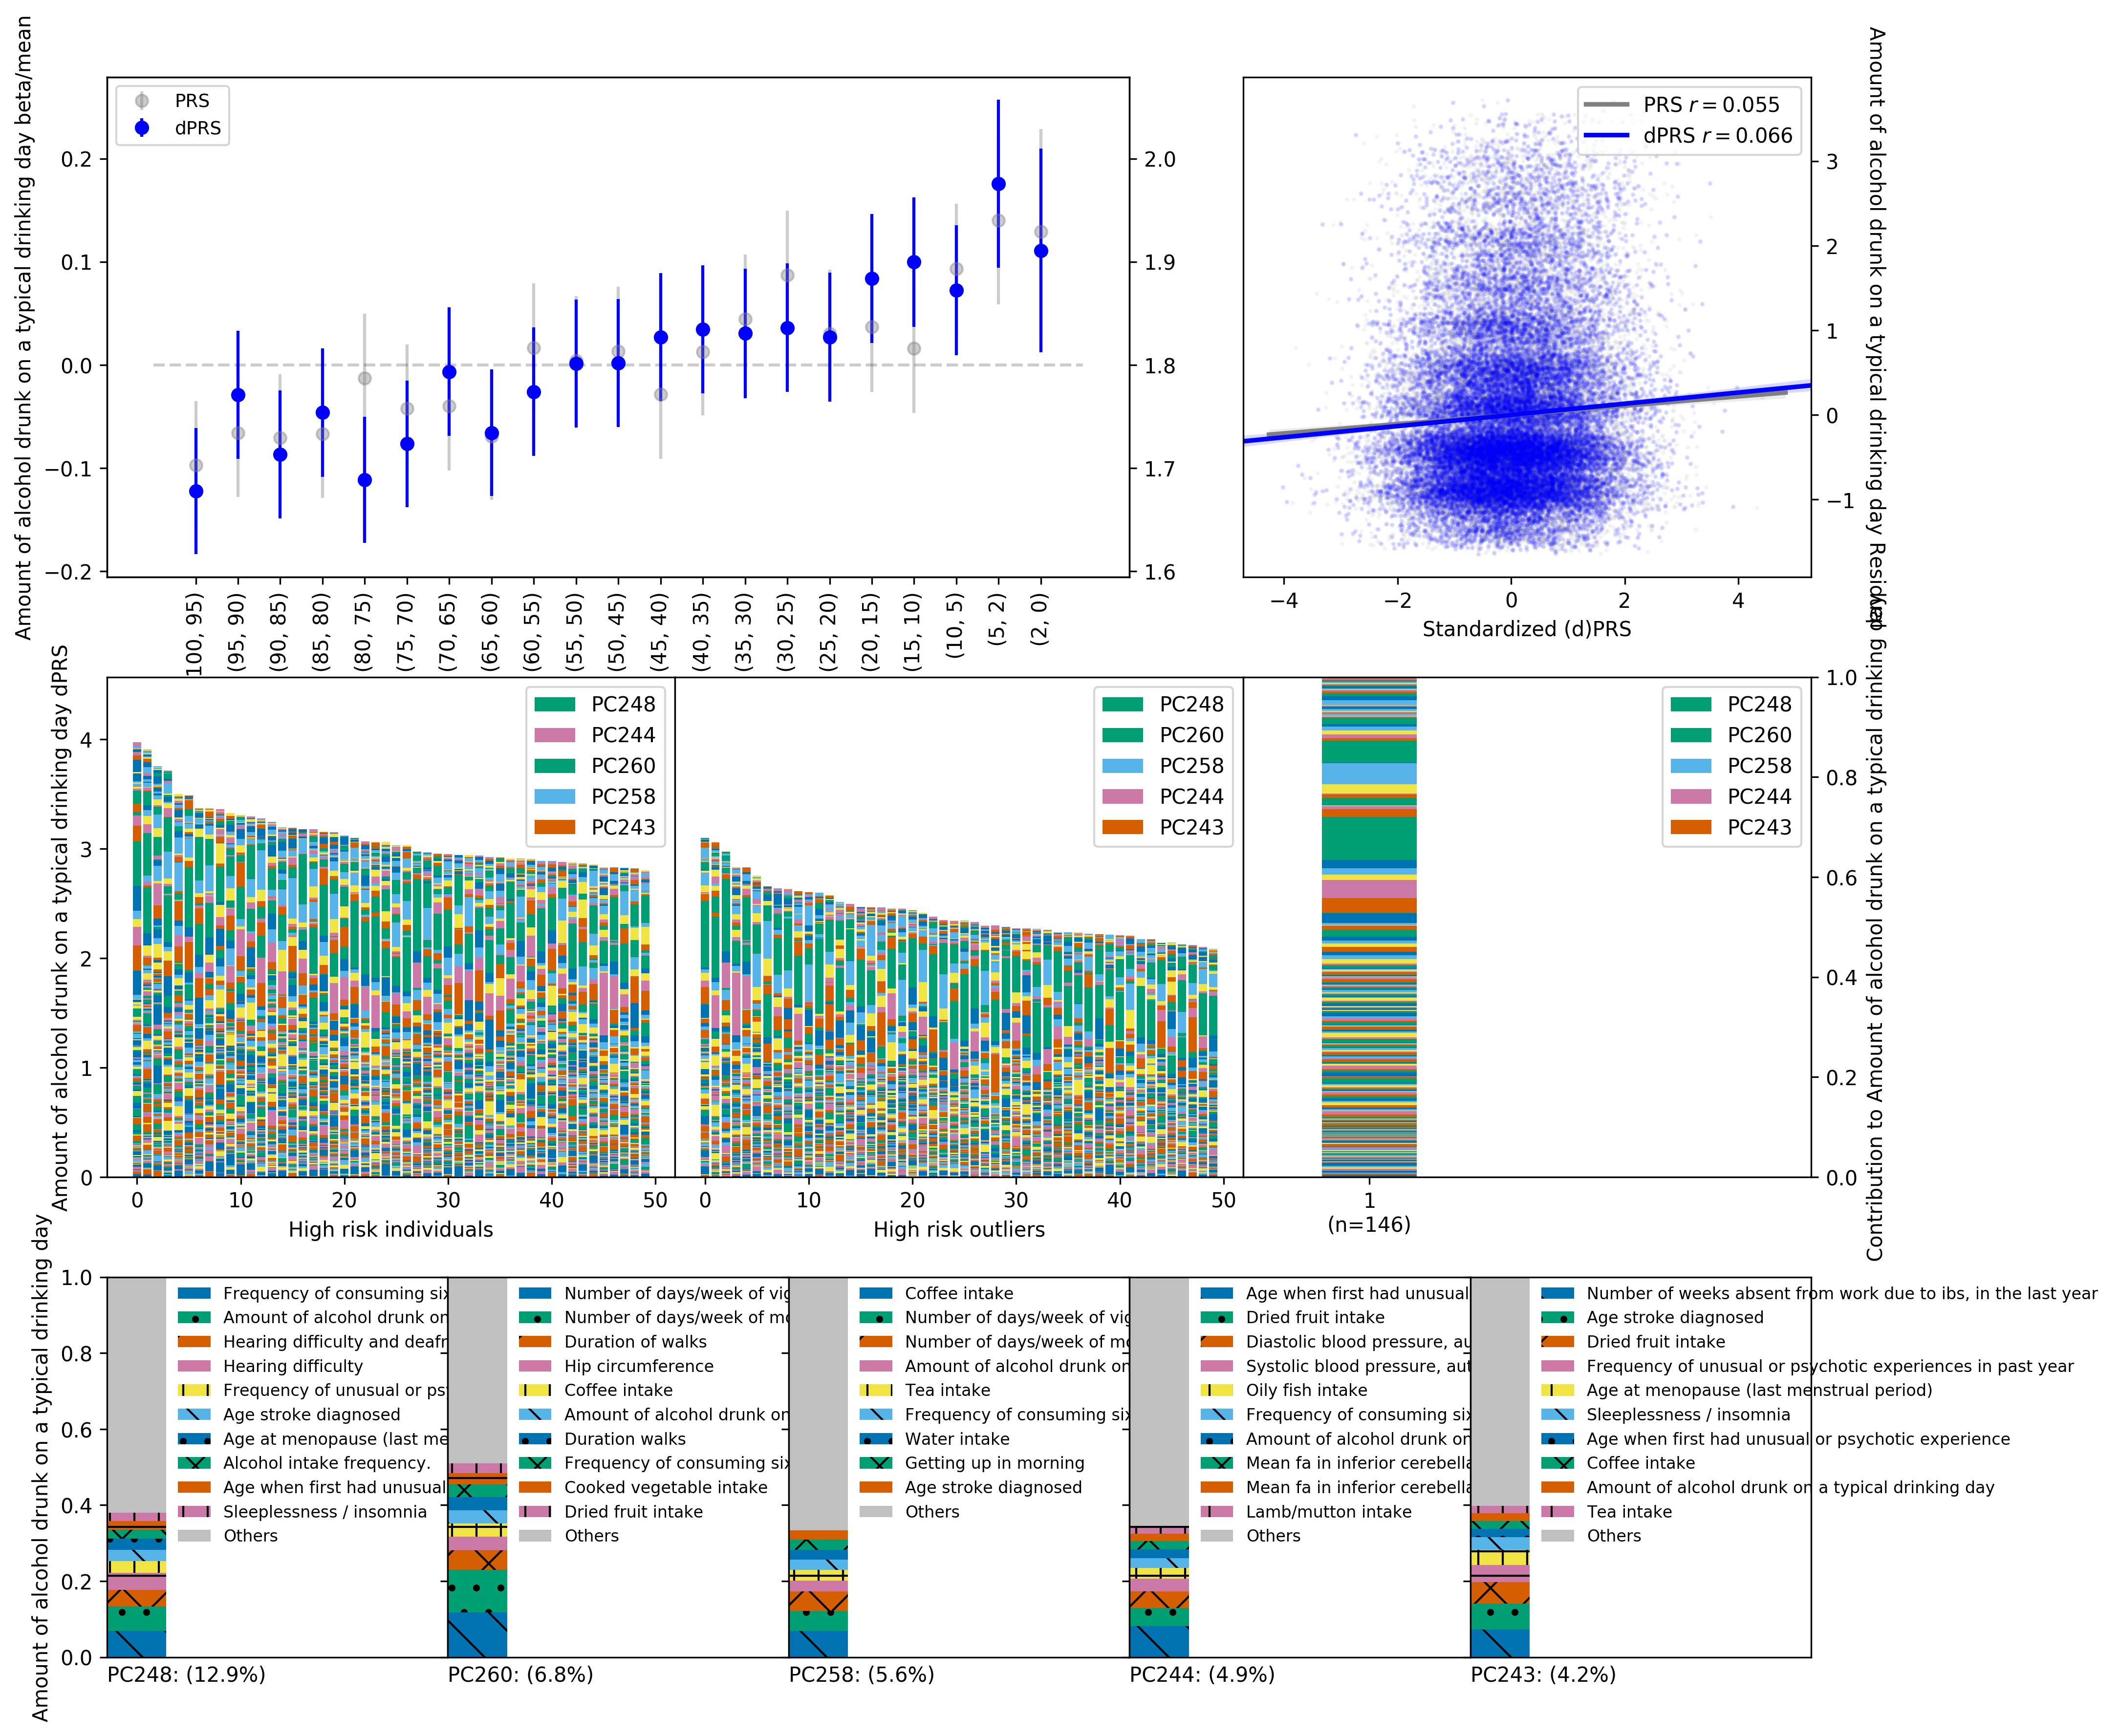 Amount of alcohol drunk on a typical drinking day beta/mean
PRS
dPRS
0.2
0.1
0.0
−0.1
−0.2
2.0
1.9
1.8
1.7
1.6
100, 95)
(95, 90)
(90, 85)
(85, 80)
(80, 75)
(75, 70)
(70, 65)
(65, 60)
(60, 55)
(55, 50)
(50, 45)
(45, 40)
(40, 35)
(35, 30)
(30, 25)
(25, 20)
(20, 15)
(15, 10)
(10, 5)
(5, 2)
(2, 0)
PRS r = 0.055
dPRS r = 0.066
3
2
1
0
−1
−4
−2
0
2
4
Standardized (d)PRS
Amount of alcohol drunk on a typical drinking day
Amount of alcohol drunk on a typical drinking day dPRS
4
3
2
1
0
PC248
PC244
PC260
PC258
PC243
0
10
20
30
40
50
High risk individuals
PC248
PC260
PC258
PC244
PC243
0
10
20
30
40
50
High risk outliers
PC248
PC260
PC258
PC244
PC243
1
(n=146)
1.0
0.8
0.6
0.4
0.2
0.0
Contribution to Amount of alcohol drunk on a typical drinking
Amount of alcohol drunk on a typical drinking day
1.0
0.8
0.6
0.4
0.2
0.0
Frequency of consuming six
Amount of alcohol drunk on
Hearing difficulty and deafr
Hearing difficulty
Frequency of unusual or psy
Age stroke diagnosed
Age at menopause (last me
Alcohol intake frequency.
Age when first had unusual
Sleeplessness / insomnia
Others
PC248: (12.9%)
Number of days/week of vig
Number of days/week of mo
Duration of walks
Hip circumference
Coffee intake
Amount of alcohol drunk on
Duration walks
Frequency of consuming six
Cooked vegetable intake
Dried fruit intake
Others
PC260: (6.8%)
Coffee intake
Number of days/week of vig
Number of days/week of mo
Amount of alcohol drunk on
Tea intake
Frequency of consuming six
Water intake
Getting up in morning
Age stroke diagnosed
Others
PC258: (5.6%)
Age when first had unusual
Dried fruit intake
Diastolic blood pressure, au
Systolic blood pressure, aut
Oily fish intake
Frequency of consuming six
Amount of alcohol drunk on
Mean fa in inferior cerebella
Mean fa in inferior cerebella
Lamb/mutton intake
Others
PC244: (4.9%)
Number of weeks absent from work due to ibs, in the last year
Age stroke diagnosed
Dried fruit intake
Frequency of unusual or psychotic experiences in past year
Age at menopause (last menstrual period)
Sleeplessness / insomnia
Age when first had unusual or psychotic experience
Coffee intake
Amount of alcohol drunk on a typical drinking day
Tea intake
Others
PC243: (4.2%)